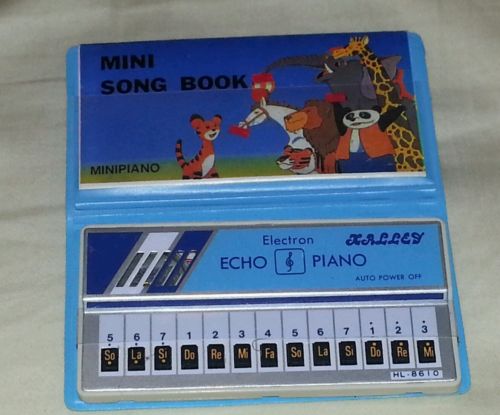 MINI
SONG BOOK
MINIPIANO
Electron HALLEY
ECHO PIANO
AUTO POWER OFF
5 6 7 1 2 3 4 5 6 7 1 2 3
So La Si Do Re Mi Fa So La Si Do Re Mi
HL-8610